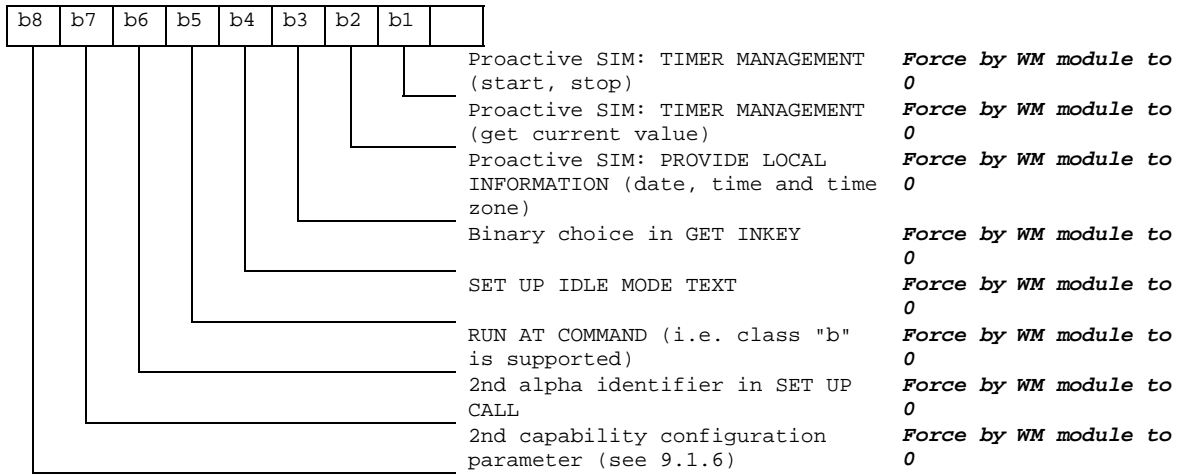 b8 b7 b6 b5 b4 b3 b2 b1
Proactive SIM: TIMER MANAGEMENT Force by WM module to
(start, stop) 0
Proactive SIM: TIMER MANAGEMENT Force by WM module to
(get current value) 0
Proactive SIM: PROVIDE LOCAL Force by WM module to
INFORMATION (date, time and time 0
zone)
Binary choice in GET INKEY Force by WM module to
0
SET UP IDLE MODE TEXT Force by WM module to
0
RUN AT COMMAND (i.e. class "b" Force by WM module to
is supported) 0
2nd alpha identifier in SET UP Force by WM module to
CALL 0
2nd capability configuration Force by WM module to
parameter (see 9.1.6) 0